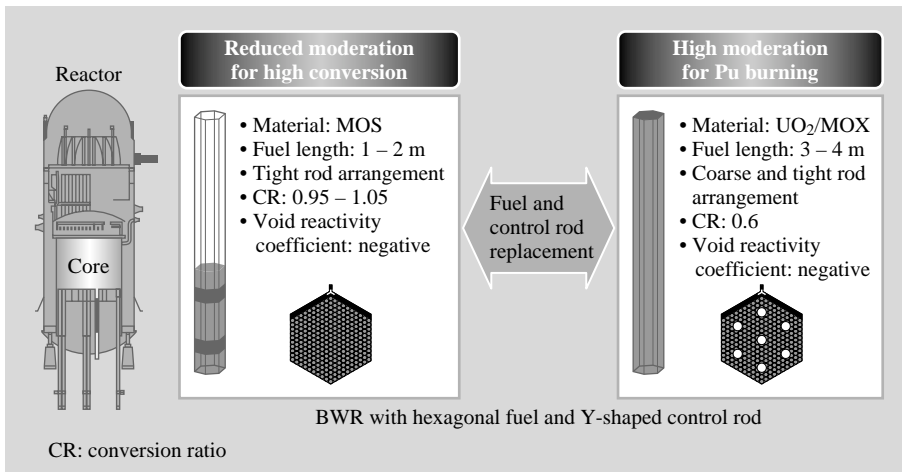 Reduced moderation
for high conversion
High moderation
for Pu burning
Reactor
Core
• Material: MOS
• Fuel length: 1 – 2 m
• Tight rod arrangement
• CR: 0.95 – 1.05
• Void reactivity
coefficient: negative
Fuel and
control rod
replacement
• Material: UO₂/MOX
• Fuel length: 3 – 4 m
• Coarse and tight rod
arrangement
• CR: 0.6
• Void reactivity
coefficient: negative
BWR with hexagonal fuel and Y-shaped control rod
CR: conversion ratio